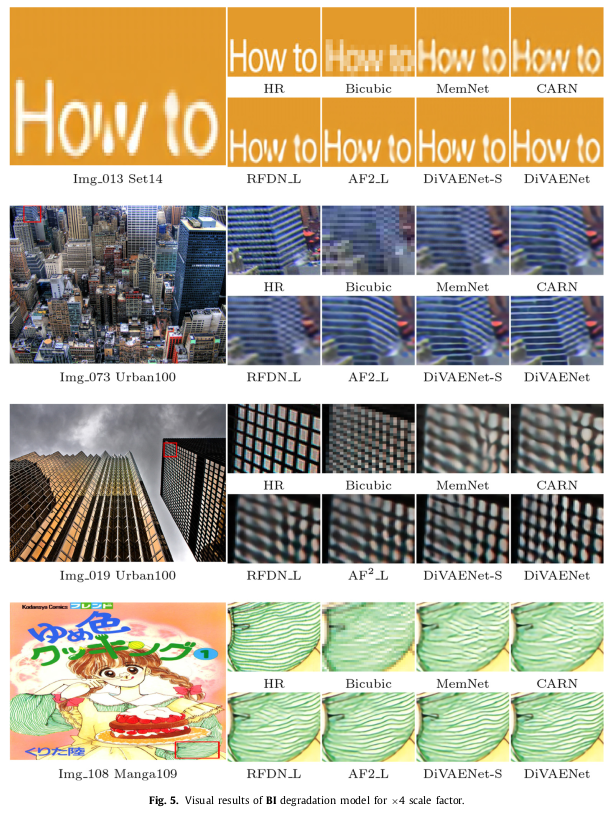 How to
How to
How to
How to
How to
HR
Bicubic
MemNet
CARN
How to
How to
How to
How to
RFDN_L
AF2_L
DiVAENet-S
DiVAENet
Img_013 Set14
HR
Bicubic
MemNet
CARN
RFDN_L
AF2_L
DiVAENet-S
DiVAENet
Img_073 Urban100
HR
Bicubic
MemNet
CARN
RFDN_L
AF²_L
DiVAENet-S
DiVAENet
Img_019 Urban100
Kodansya Comics フレンド
ゆめ色
クッキング 1
くりた陸
HR
Bicubic
MemNet
CARN
RFDN_L
AF2_L
DiVAENet-S
DiVAENet
Img_108 Manga109
Fig. 5. Visual results of BI degradation model for ×4 scale factor.